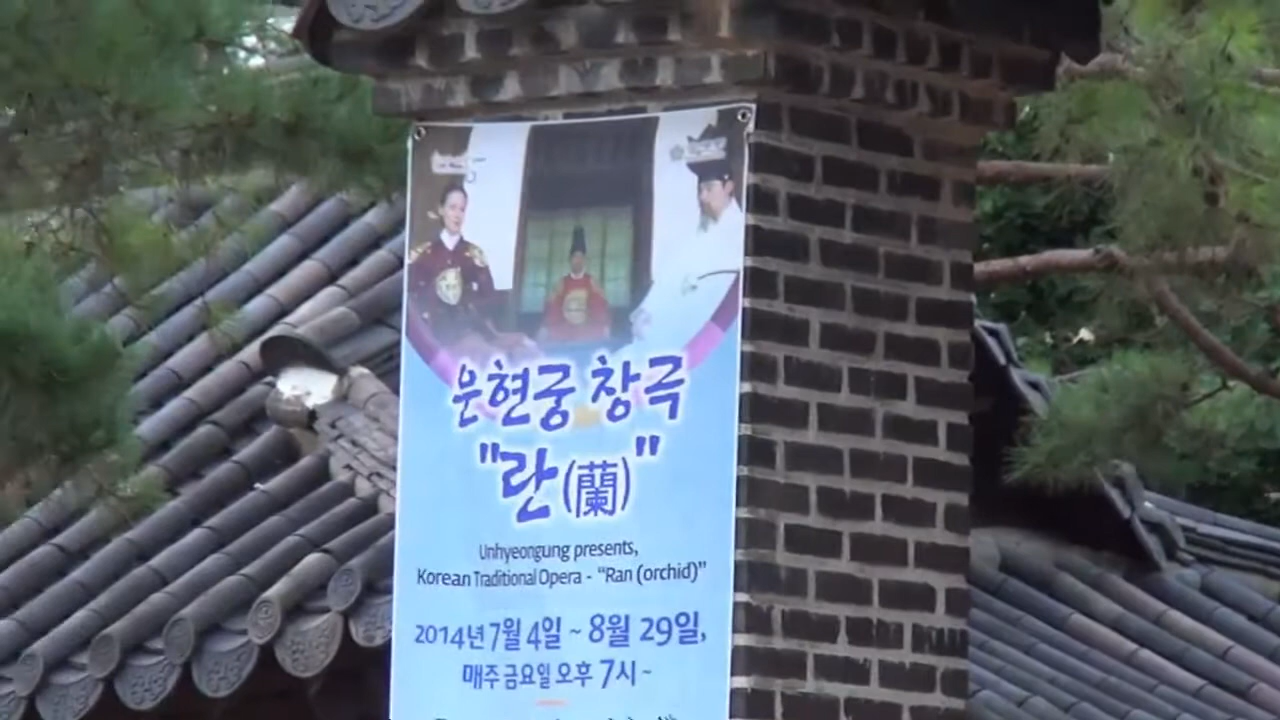 운현궁 창극
"란(蘭)"
Unhyeongung presents,
Korean Traditional Opera - “Ran (orchid)”
2014년 7월 4일 ~ 8월 29일,
매주 금요일 오후 7시~